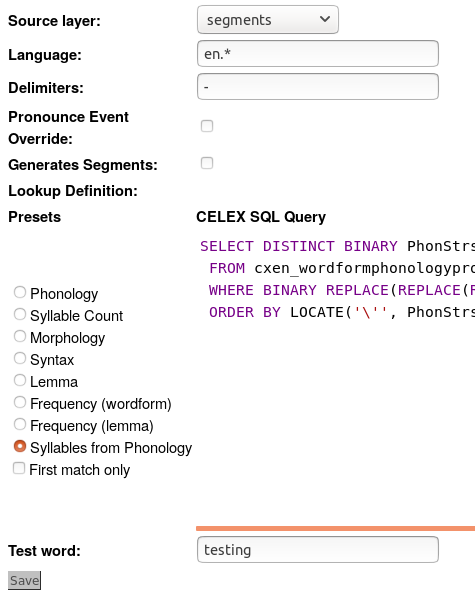 Source layer: segments
Language: en.*
Delimiters: -
Pronounce Event
Override:
Generates Segments:
Lookup Definition:
Presets CELEX SQL Query
SELECT DISTINCT BINARY PhonStrs
FROM cxen_wordformphonologypro
WHERE BINARY REPLACE(REPLACE(
ORDER BY LOCATE('\'', PhonStrs
Phonology
Syllable Count
Morphology
Syntax
Lemma
Frequency (wordform)
Frequency (lemma)
Syllables from Phonology
First match only
Test word: testing
Save